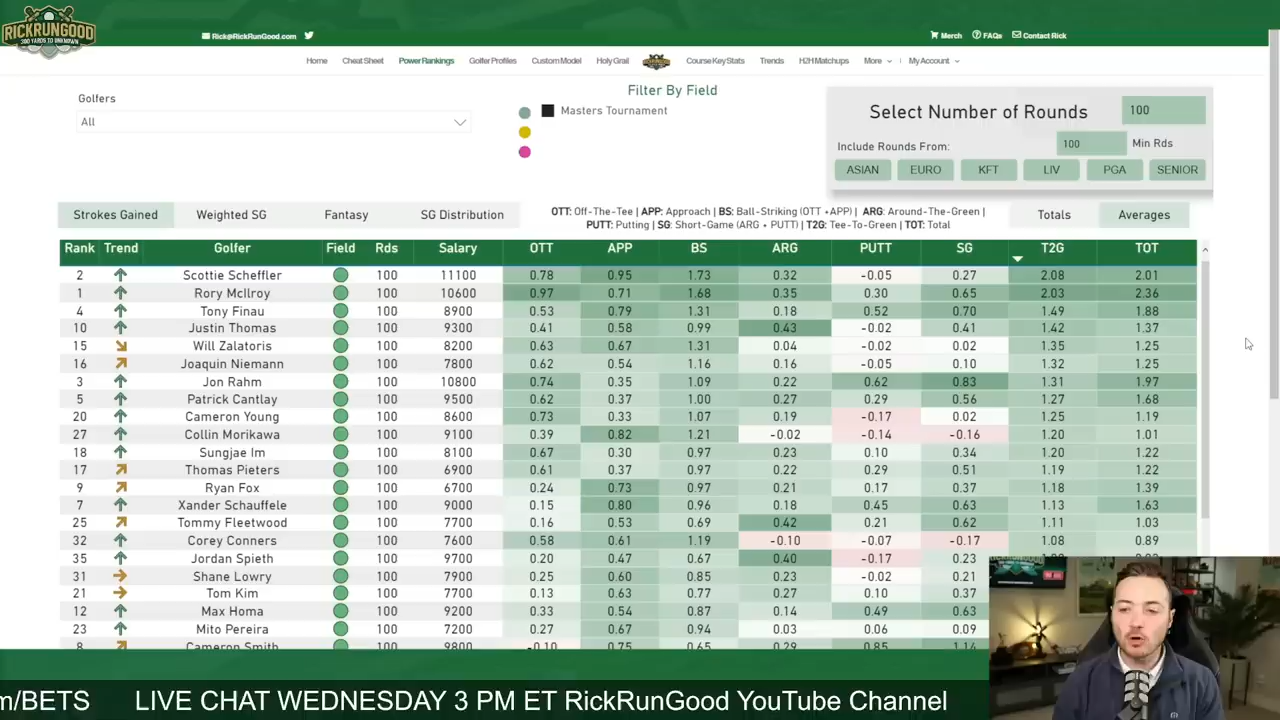 RICKRUNGOOD
300 YARDS TO UNKNOWN
Rick@RickRunGood.com
Merch FAQs Contact Rick
Home Cheat Sheet Power Rankings Golfer Profiles Custom Model Holy Grail Course Key Stats Trends H2H Matchups More My Account
Golfers
All
Filter By Field
Masters Tournament
Select Number of Rounds 100
Include Rounds From: 100 Min Rds
ASIAN EURO KFT LIV PGA SENIOR
Strokes Gained Weighted SG Fantasy SG Distribution
OTT: Off-The-Tee | APP: Approach | BS: Ball-Striking (OTT +APP) | ARG: Around-The-Green |
PUTT: Putting | SG: Short-Game (ARG + PUTT) | T2G: Tee-To-Green | TOT: Total
Totals Averages
Rank Trend Golfer Field Rds Salary OTT APP BS ARG PUTT SG T2G TOT
2 Scottie Scheffler 100 11100 0.78 0.95 1.73 0.32 -0.05 0.27 2.08 2.01
1 Rory McIlroy 100 10600 0.97 0.71 1.68 0.35 0.30 0.65 2.03 2.36
4 Tony Finau 100 8900 0.53 0.79 1.31 0.18 0.52 0.70 1.49 1.88
10 Justin Thomas 100 9300 0.41 0.58 0.99 0.43 -0.02 0.41 1.42 1.37
15 Will Zalatoris 100 8200 0.63 0.67 1.31 0.04 -0.02 0.02 1.35 1.25
16 Joaquin Niemann 100 7800 0.62 0.54 1.16 0.16 -0.05 0.10 1.32 1.25
3 Jon Rahm 100 10800 0.74 0.35 1.09 0.22 0.62 0.83 1.31 1.97
5 Patrick Cantlay 100 9500 0.62 0.37 1.00 0.27 0.29 0.56 1.27 1.68
20 Cameron Young 100 8600 0.73 0.33 1.07 0.19 -0.17 0.02 1.25 1.19
27 Collin Morikawa 100 9100 0.39 0.82 1.21 -0.02 -0.14 -0.16 1.20 1.01
18 Sungjae Im 100 8100 0.67 0.30 0.97 0.23 0.10 0.34 1.20 1.22
17 Thomas Pieters 100 6900 0.61 0.37 0.97 0.22 0.29 0.51 1.19 1.22
9 Ryan Fox 100 6700 0.24 0.73 0.97 0.21 0.17 0.37 1.18 1.39
7 Xander Schauffele 100 9000 0.15 0.80 0.96 0.18 0.45 0.63 1.13 1.63
25 Tommy Fleetwood 100 7700 0.16 0.53 0.69 0.42 0.21 0.62 1.11 1.03
32 Corey Conners 100 7600 0.58 0.61 1.19 -0.10 -0.07 -0.17 1.08 0.89
35 Jordan Spieth 100 9700 0.20 0.47 0.67 0.40 -0.17 0.23
31 Shane Lowry 100 7900 0.25 0.60 0.85 0.23 -0.02 0.21
21 Tom Kim 100 7700 0.13 0.63 0.77 0.27 0.10 0.37
12 Max Homa 100 9200 0.33 0.54 0.87 0.14 0.49 0.63
23 Mito Pereira 100 7200 0.27 0.67 0.94 0.03 0.06 0.09
8 Cameron Smith 100 9800 -0.10 0.75 0.65 0.29 0.85 1.14
m/BETS LIVE CHAT WEDNESDAY 3 PM ET RickRunGood YouTube Channel